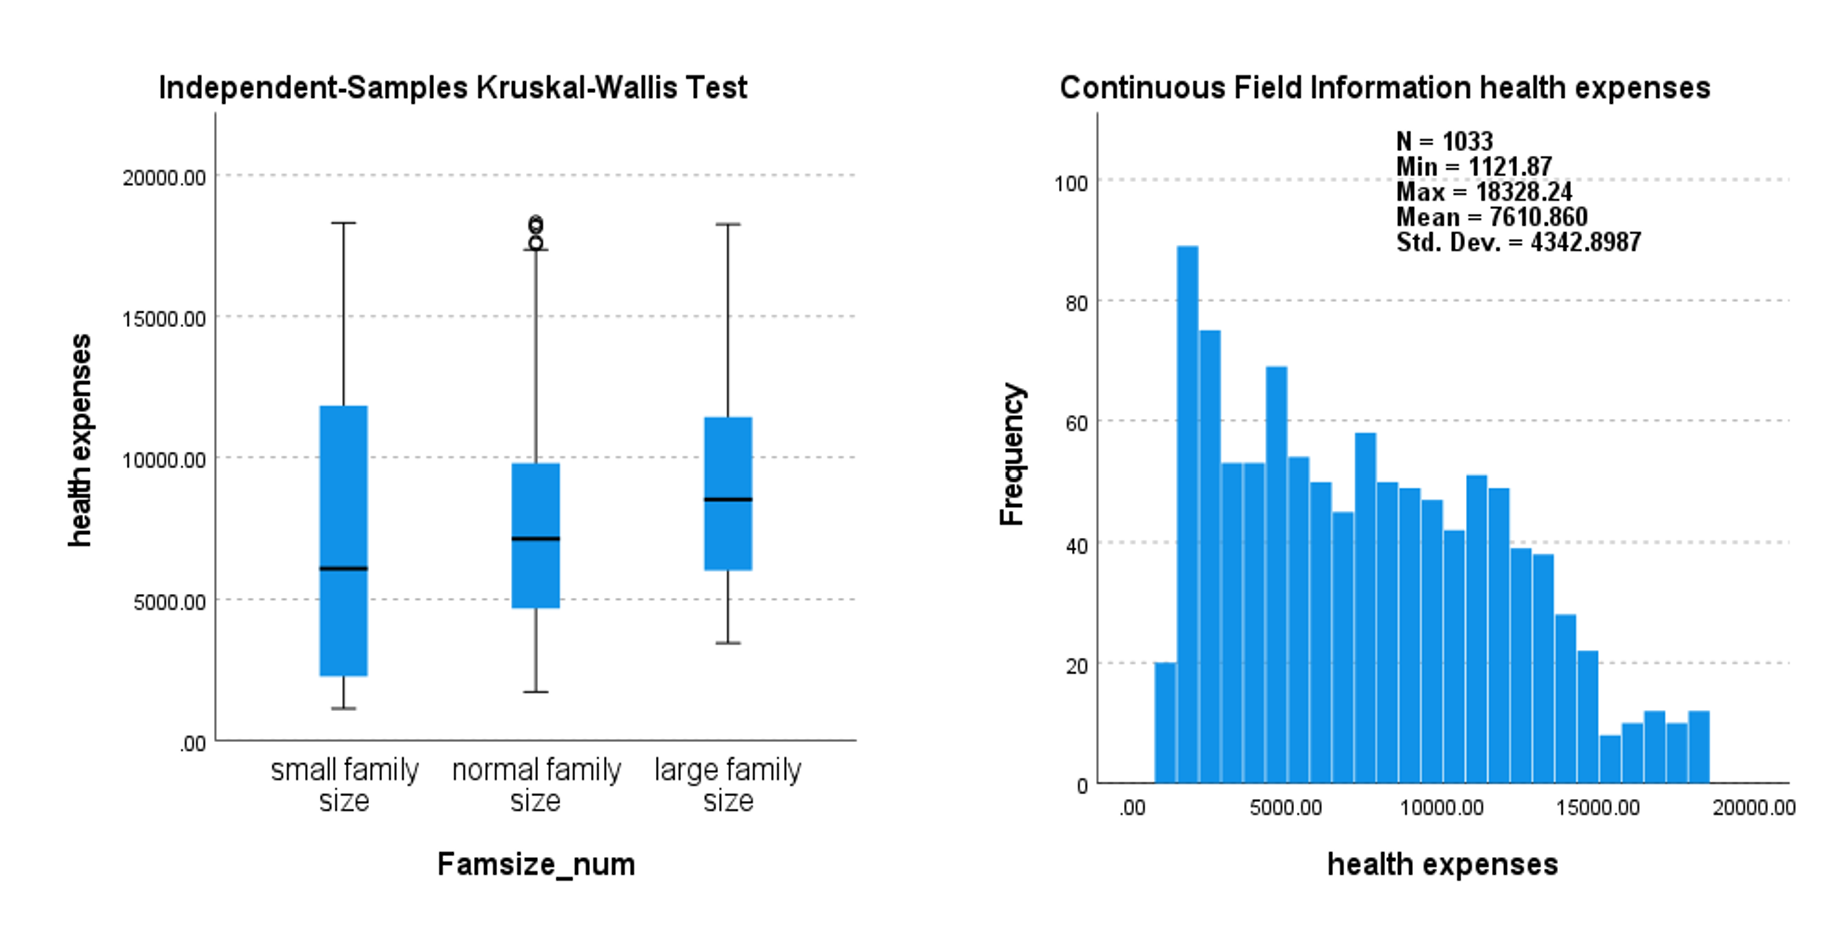 Independent-Samples Kruskal-Wallis Test
20000.00
15000.00
10000.00
5000.00
.00
health expenses
small family size
normal family size
large family size
Famsize_num
Continuous Field Information health expenses
N = 1033
Min = 1121.87
Max = 18328.24
Mean = 7610.860
Std. Dev. = 4342.8987
100
80
60
40
20
0
Frequency
.00
5000.00
10000.00
15000.00
20000.00
health expenses